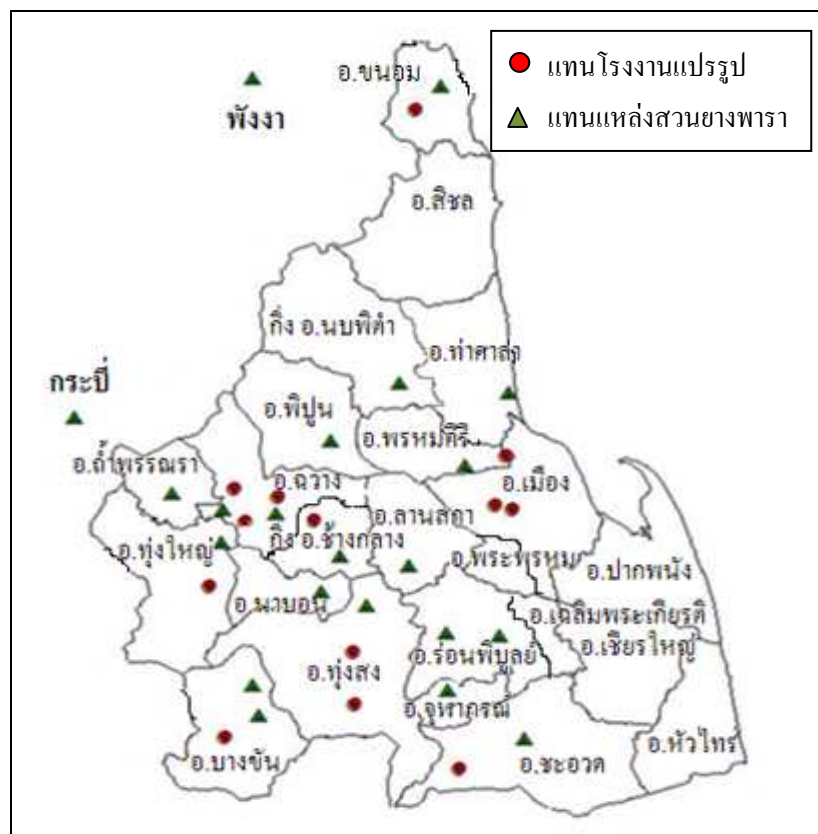 แทนโรงงานแปรรูป
แทนแหล่งสวนยางพารา
อ.ขนอม
พังงา
อ.สิชล
กิ่ง อ.นบพิตำ
อ.ท่าศาลา
กระบี่
อ.พิปูน
อ.พรหมคีรี
อ.ถ้ำพรรณรา
อ.ฉวาง
อ.เมือง
อ.ลานสกา
กิ่ง อ.ช้างกลาง
อ.ทุ่งใหญ่
อ.พระพรหม
อ.ปากพนัง
อ.นาบอน
อ.เฉลิมพระเกียรติ
อ.เชียรใหญ่
อ.ร่อนพิบูลย์
อ.ทุ่งสง
อ.จุฬาภรณ์
อ.หัวไทร
อ.บางขัน
อ.ชะอวด